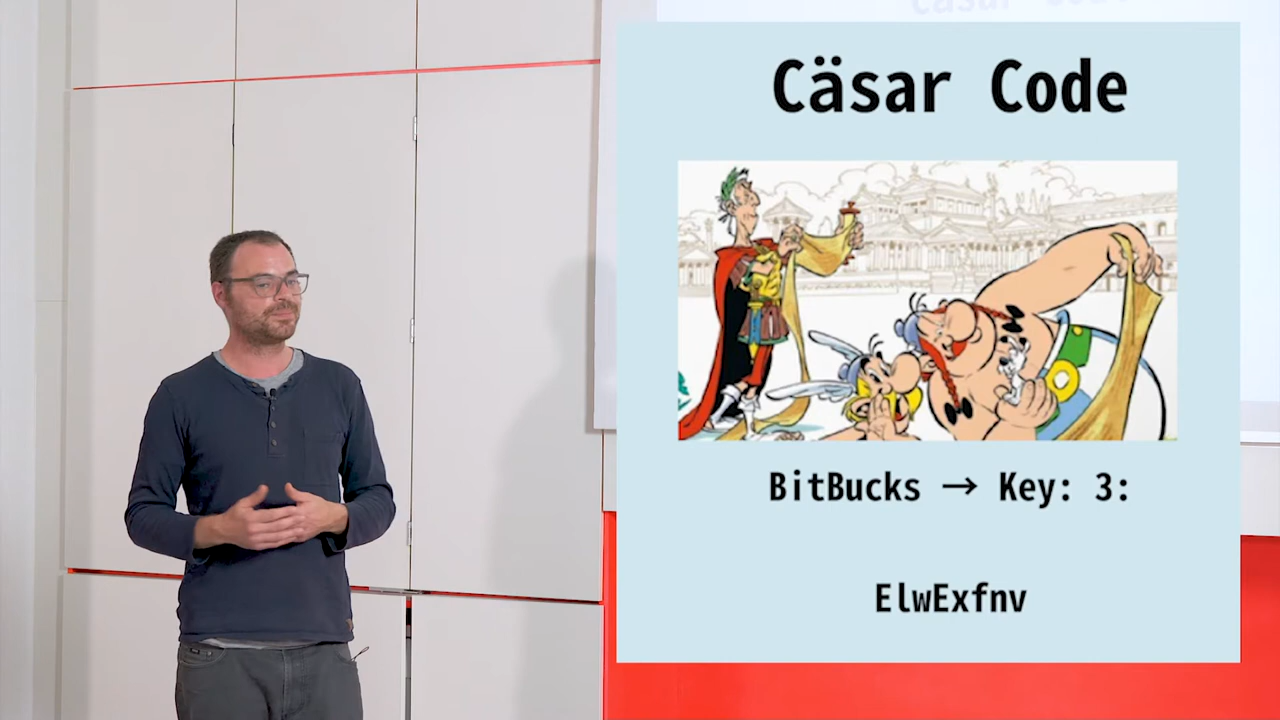 Cäsar Code
BitBucks → Key: 3:
ElwExfnv